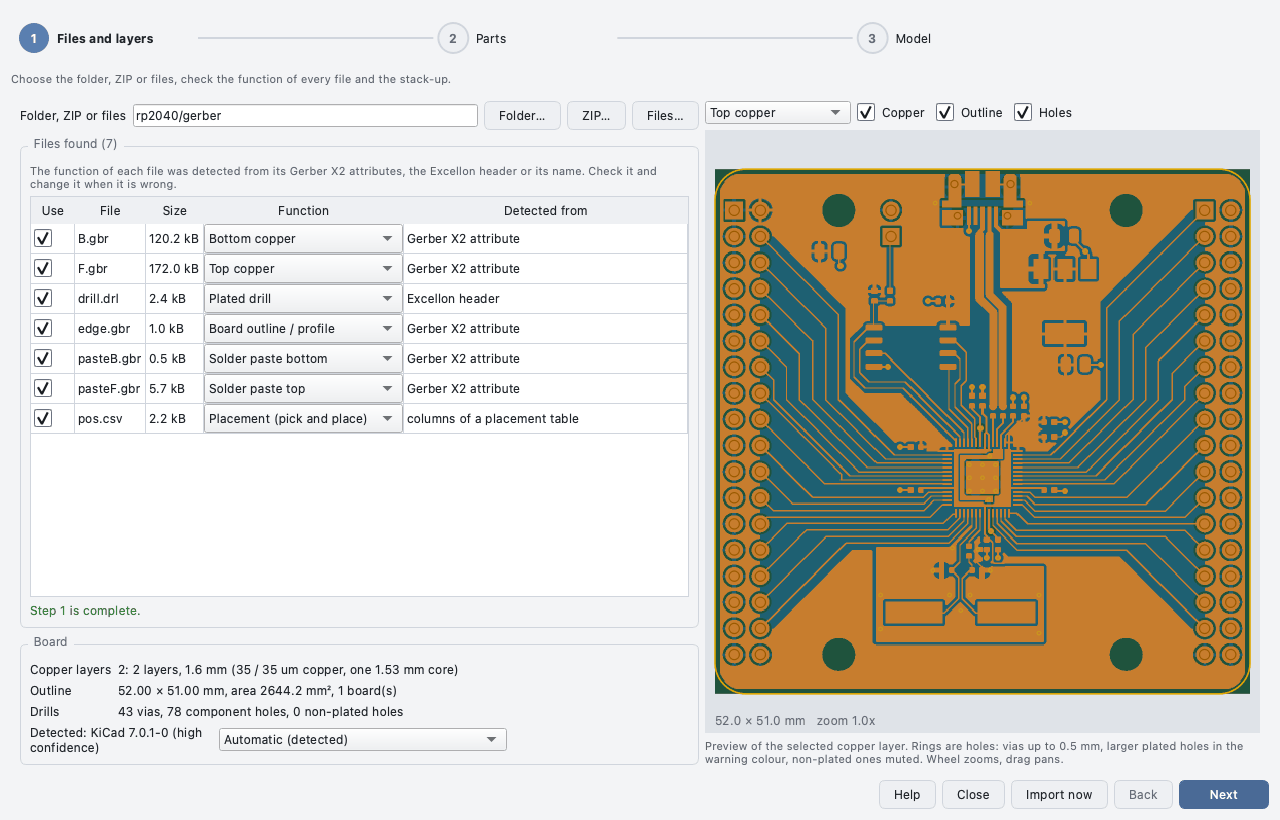 1 Files and layers 2 Parts 3 Model
Choose the folder, ZIP or files, check the function of every file and the stack-up.
Folder, ZIP or files rp2040/gerber Folder... ZIP... Files... Top copper Copper Outline Holes
Files found (7)
The function of each file was detected from its Gerber X2 attributes, the Excellon header or its name. Check it and
change it when it is wrong.
Use File Size Function Detected from
B.gbr 120.2 kB Bottom copper Gerber X2 attribute
F.gbr 172.0 kB Top copper Gerber X2 attribute
drill.drl 2.4 kB Plated drill Excellon header
edge.gbr 1.0 kB Board outline / profile Gerber X2 attribute
pasteB.gbr 0.5 kB Solder paste bottom Gerber X2 attribute
pasteF.gbr 5.7 kB Solder paste top Gerber X2 attribute
pos.csv 2.2 kB Placement (pick and place) columns of a placement table
Step 1 is complete.
Board
Copper layers 2: 2 layers, 1.6 mm (35 / 35 um copper, one 1.53 mm core)
Outline 52.00 × 51.00 mm, area 2644.2 mm², 1 board(s)
Drills 43 vias, 78 component holes, 0 non-plated holes
Detected: KiCad 7.0.1-0 (high
confidence)
Automatic (detected)
52.0 × 51.0 mm zoom 1.0x
Preview of the selected copper layer. Rings are holes: vias up to 0.5 mm, larger plated holes in the
warning colour, non-plated ones muted. Wheel zooms, drag pans.
Help Close Import now Back Next